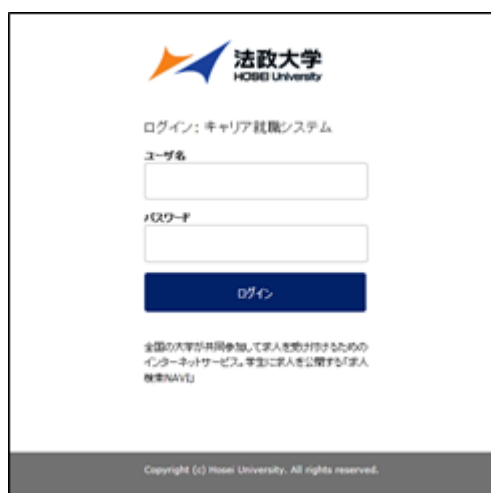 法政大学
HOSEI University
ログイン: キャリア就職システム
ユーザ名
パスワード
ログイン
全国の大学が共同参加して求人を受け付けるための
インターネットサービス。学生に求人を公開する「求人
検索NAVI」
Copyright (c) Hosei University. All rights reserved.